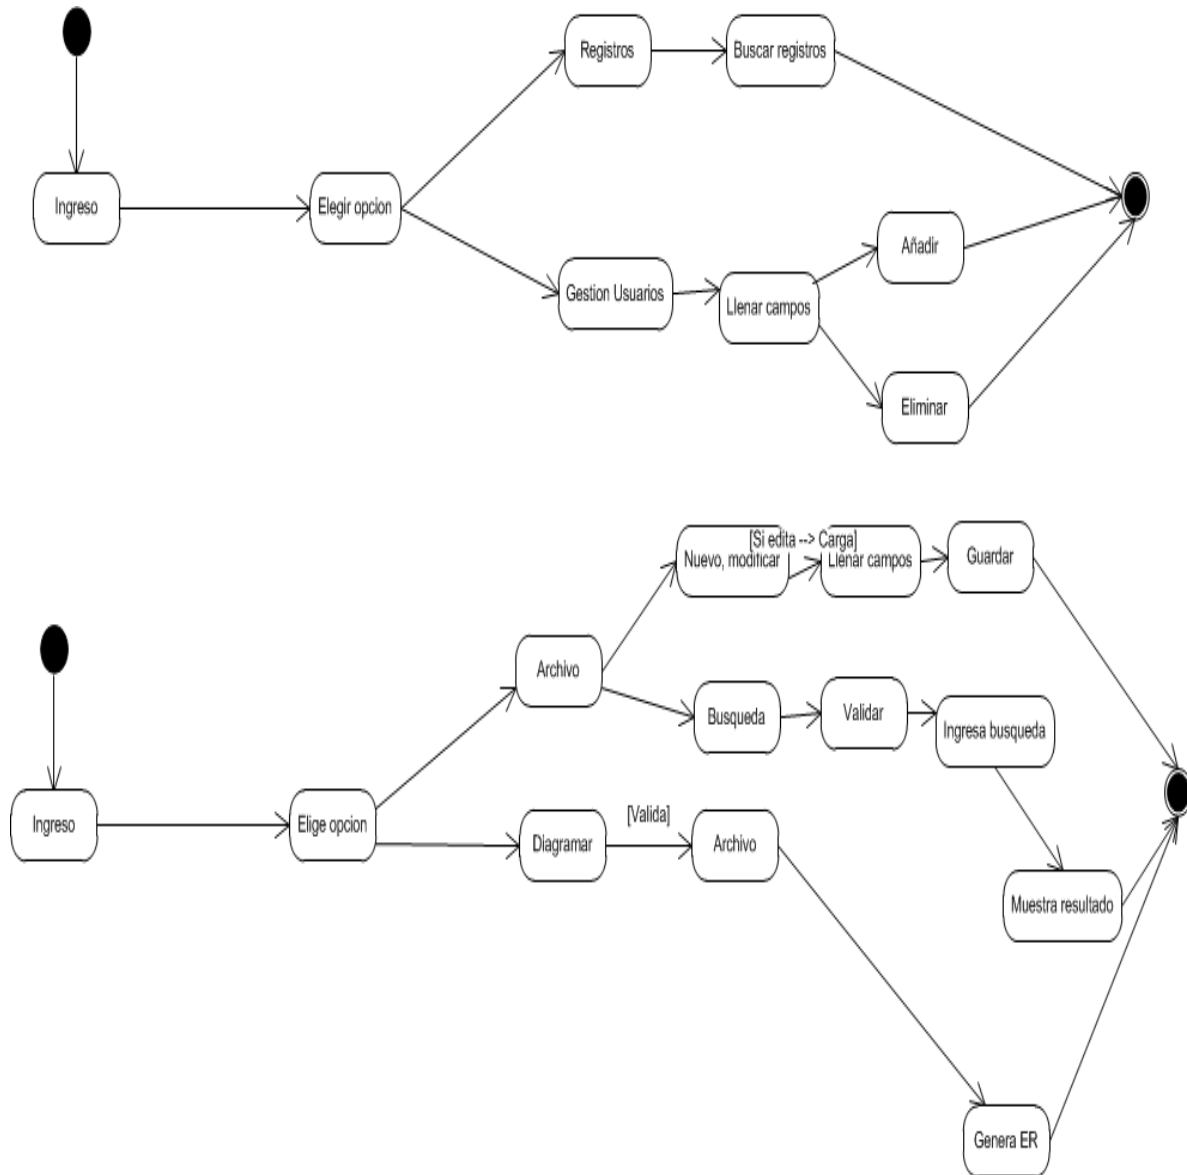 Registros
Buscar registros
Ingreso
Elegir opcion
Añadir
Gestion Usuarios
Llenar campos
Eliminar
[Si edita --> Carga]
Nuevo, modificar
Llenar campos
Guardar
Archivo
Busqueda
Validar
Ingresa busqueda
Ingreso
Elige opcion
[Valida]
Diagramar
Archivo
Muestra resultado
Genera ER